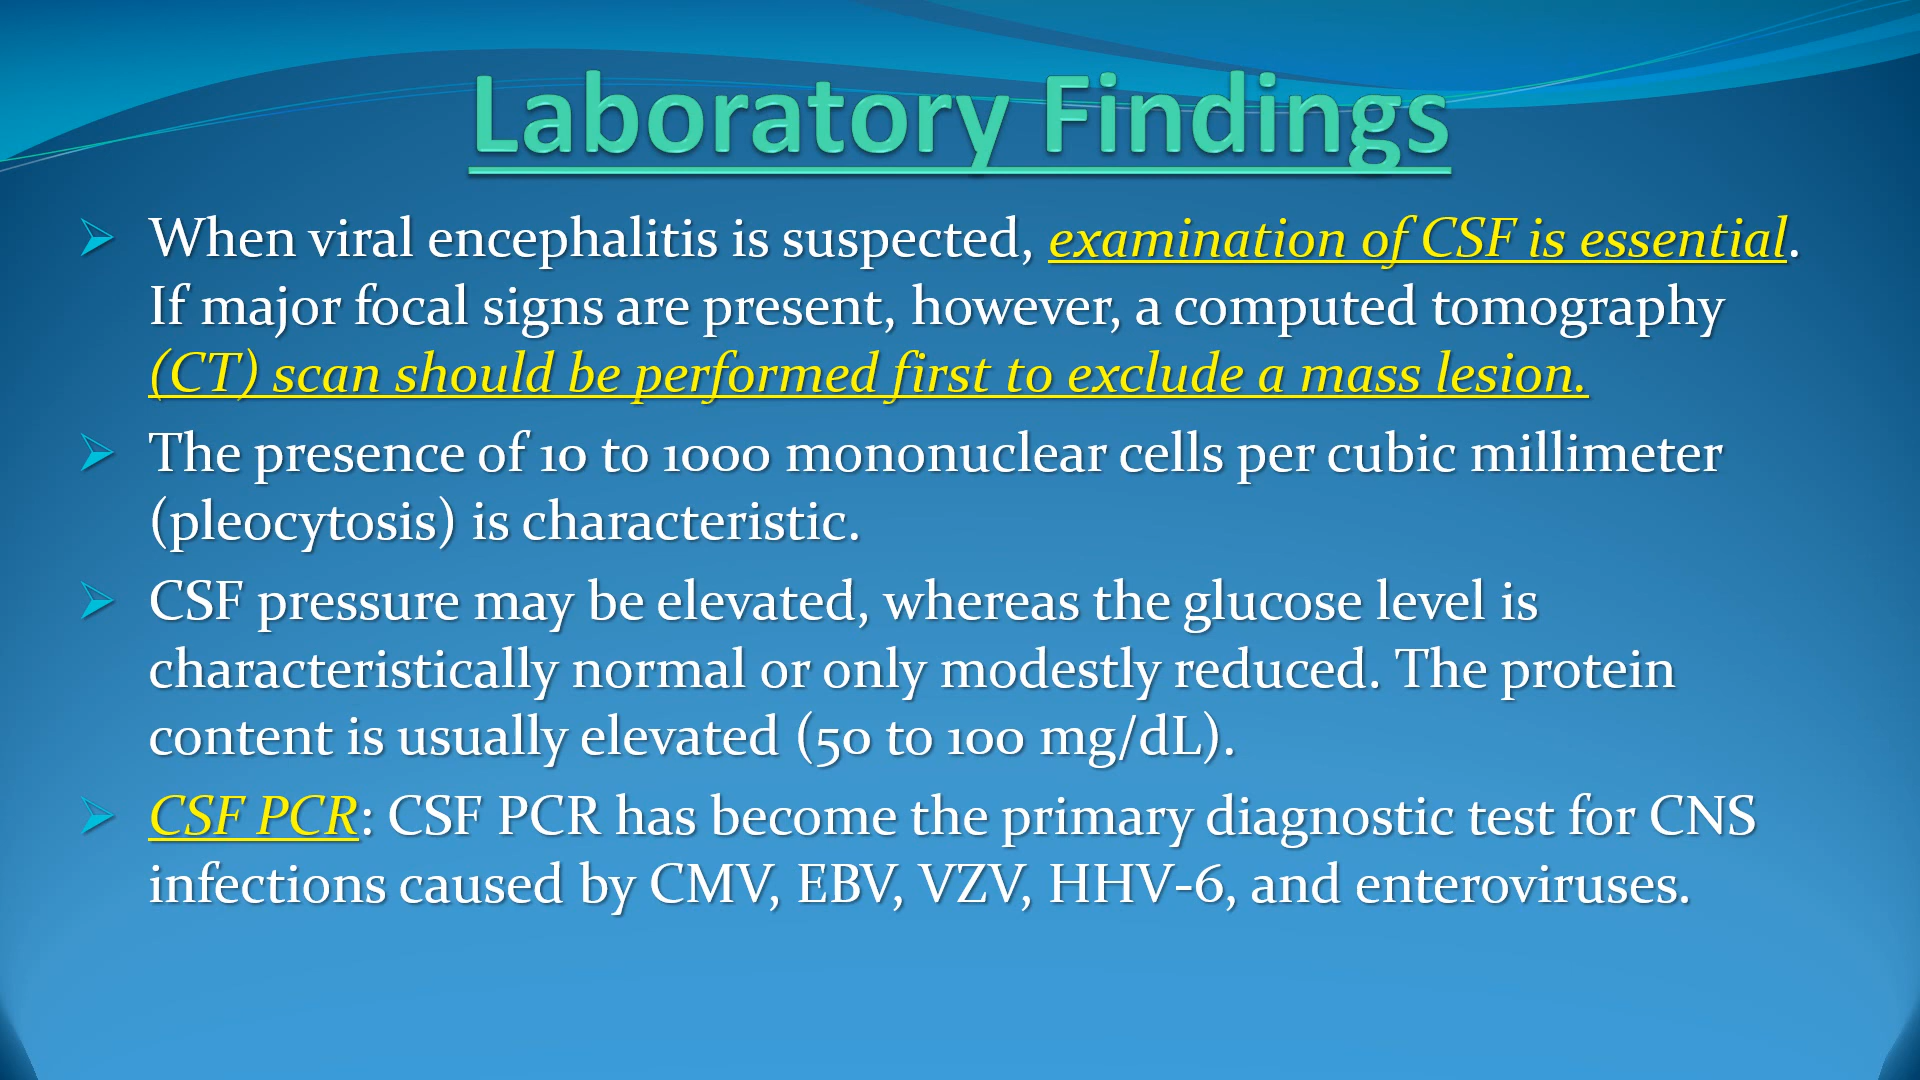 Laboratory Findings
When viral encephalitis is suspected, examination of CSF is essential.
If major focal signs are present, however, a computed tomography
(CT) scan should be performed first to exclude a mass lesion.
The presence of 10 to 1000 mononuclear cells per cubic millimeter
(pleocytosis) is characteristic.
CSF pressure may be elevated, whereas the glucose level is
characteristically normal or only modestly reduced. The protein
content is usually elevated (50 to 100 mg/dL).
CSF PCR: CSF PCR has become the primary diagnostic test for CNS
infections caused by CMV, EBV, VZV, HHV-6, and enteroviruses.